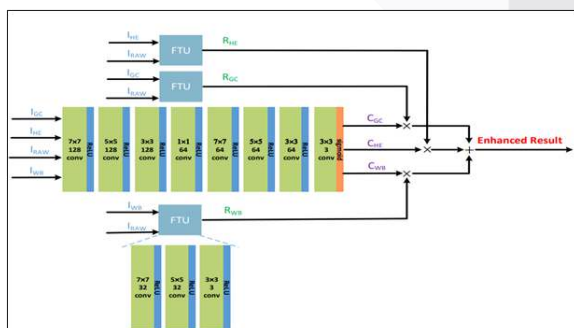 I_HE
I_RAW
FTU
R_HE
I_GC
I_RAW
FTU
R_GC
I_GC
I_HE
I_RAW
I_WB
7×7 128 conv ReLU
5×5 128 conv ReLU
3×3 128 conv ReLU
1×1 64 conv ReLU
7×7 64 conv ReLU
5×5 64 conv ReLU
3×3 64 conv ReLU
3×3 3 conv sigmoid
C_GC
C_HE
C_WB
×
×
×
+
Enhanced Result
I_WB
I_RAW
FTU
R_WB
7×7 32 conv ReLU
5×5 32 conv ReLU
3×3 3 conv ReLU